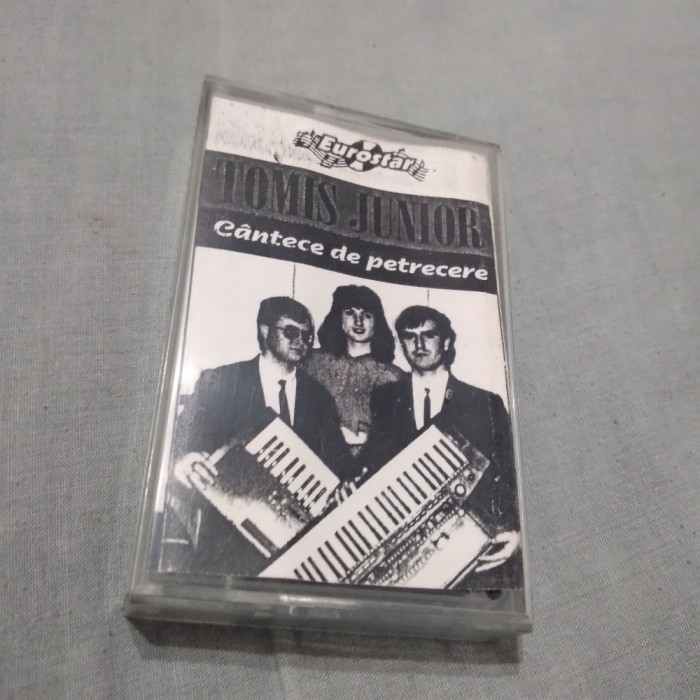 Eurostar
TOMIS JUNIOR
Cântece de petrecere